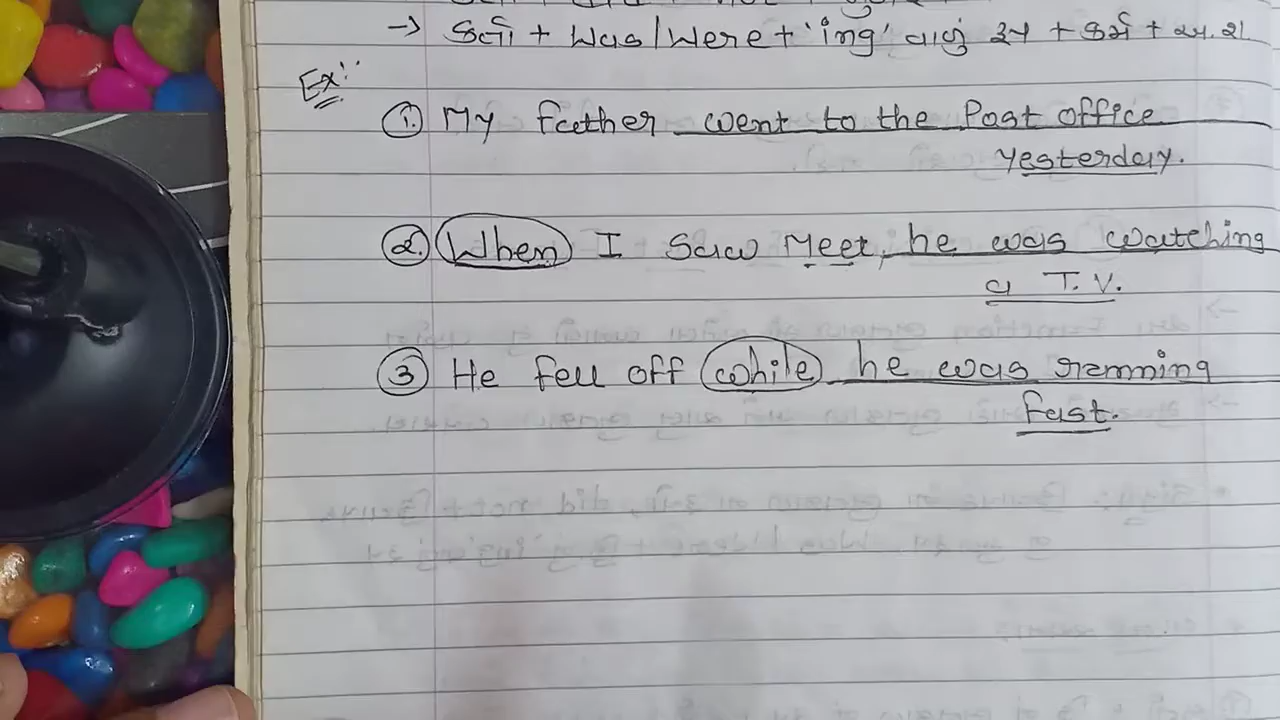 → કર્તા + was/were + 'ing' વાળું રૂપ + કર્મ + સમ. શ
Ex:
① My father went to the Post office
yesterday.
② When I saw Meet, he was watching
a T.V.
③ He fell off while he was running
fast.